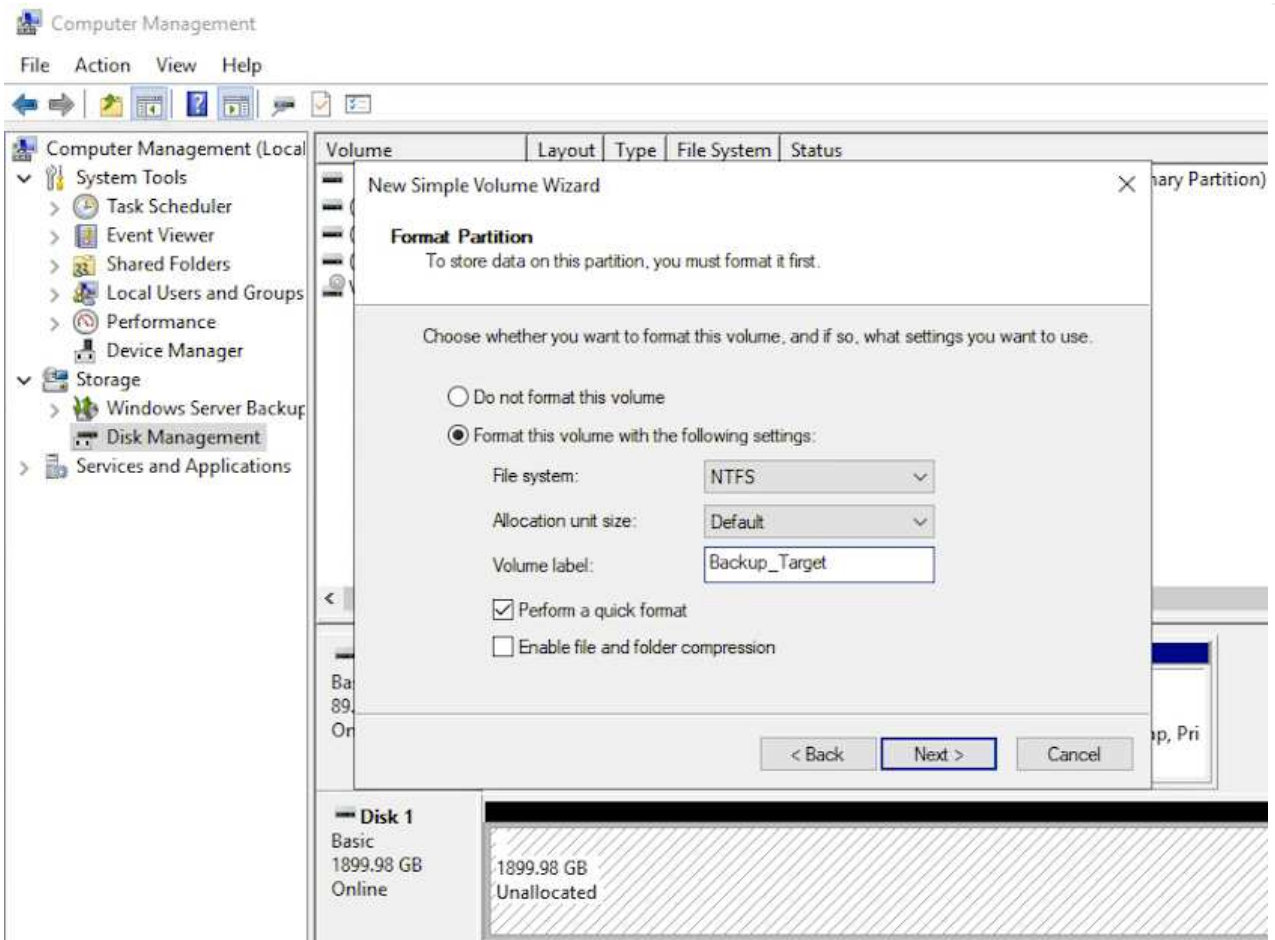 Computer Management
File Action View Help
Computer Management (Local
System Tools
Task Scheduler
Event Viewer
Shared Folders
Local Users and Groups
Performance
Device Manager
Storage
Windows Server Backup
Disk Management
Services and Applications
Volume Layout Type File System Status
New Simple Volume Wizard
Partition)
Format Partition
To store data on this partition, you must format it first.
Choose whether you want to format this volume, and if so, what settings you want to use.
Do not format this volume
Format this volume with the following settings:
File system: NTFS
Allocation unit size: Default
Volume label: Backup_Target
Perform a quick format
Enable file and folder compression
< Back Next > Cancel
Disk 1
Basic
1899.98 GB
Online
1899.98 GB
Unallocated